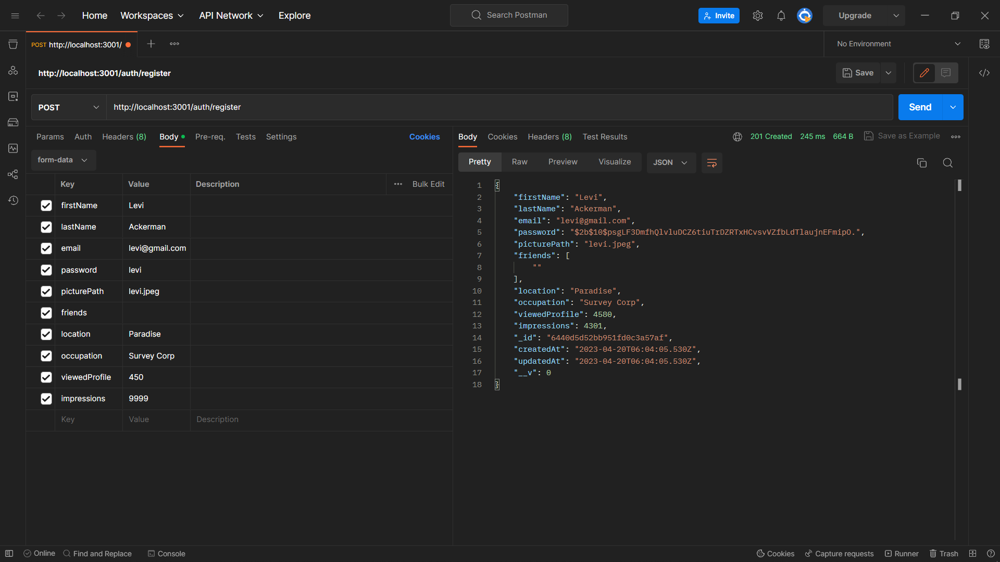 Home Workspaces API Network Explore Search Postman Invite Upgrade
POST http://localhost:3001/ No Environment
http://localhost:3001/auth/register Save
POST http://localhost:3001/auth/register Send
Params Auth Headers (8) Body Pre-req. Tests Settings Cookies
form-data
Key Value Description Bulk Edit
firstName Levi
lastName Ackerman
email levi@gmail.com
password levi
picturePath levi.jpeg
friends
location Paradise
occupation Survey Corp
viewedProfile 450
impressions 9999
Key Value Description
Body Cookies Headers (8) Test Results 201 Created 245 ms 664 B Save as Example
Pretty Raw Preview Visualize JSON
1 {
2 "firstName": "Levi",
3 "lastName": "Ackerman",
4 "email": "levi@gmail.com",
5 "password": "$2b$10$psgLF3DmfhQlvluDCZ6tiuTrDZRTxHCvsvVZfbLdTlaujnEFmipO.",
6 "picturePath": "levi.jpeg",
7 "friends": [
8 ""
9 ],
10 "location": "Paradise",
11 "occupation": "Survey Corp",
12 "viewedProfile": 4580,
13 "impressions": 4301,
14 "_id": "6440d5d52bb951fd0c3a57af",
15 "createdAt": "2023-04-20T06:04:05.530Z",
16 "updatedAt": "2023-04-20T06:04:05.530Z",
17 "__v": 0
18 }
Online Find and Replace Console Cookies Capture requests Runner Trash